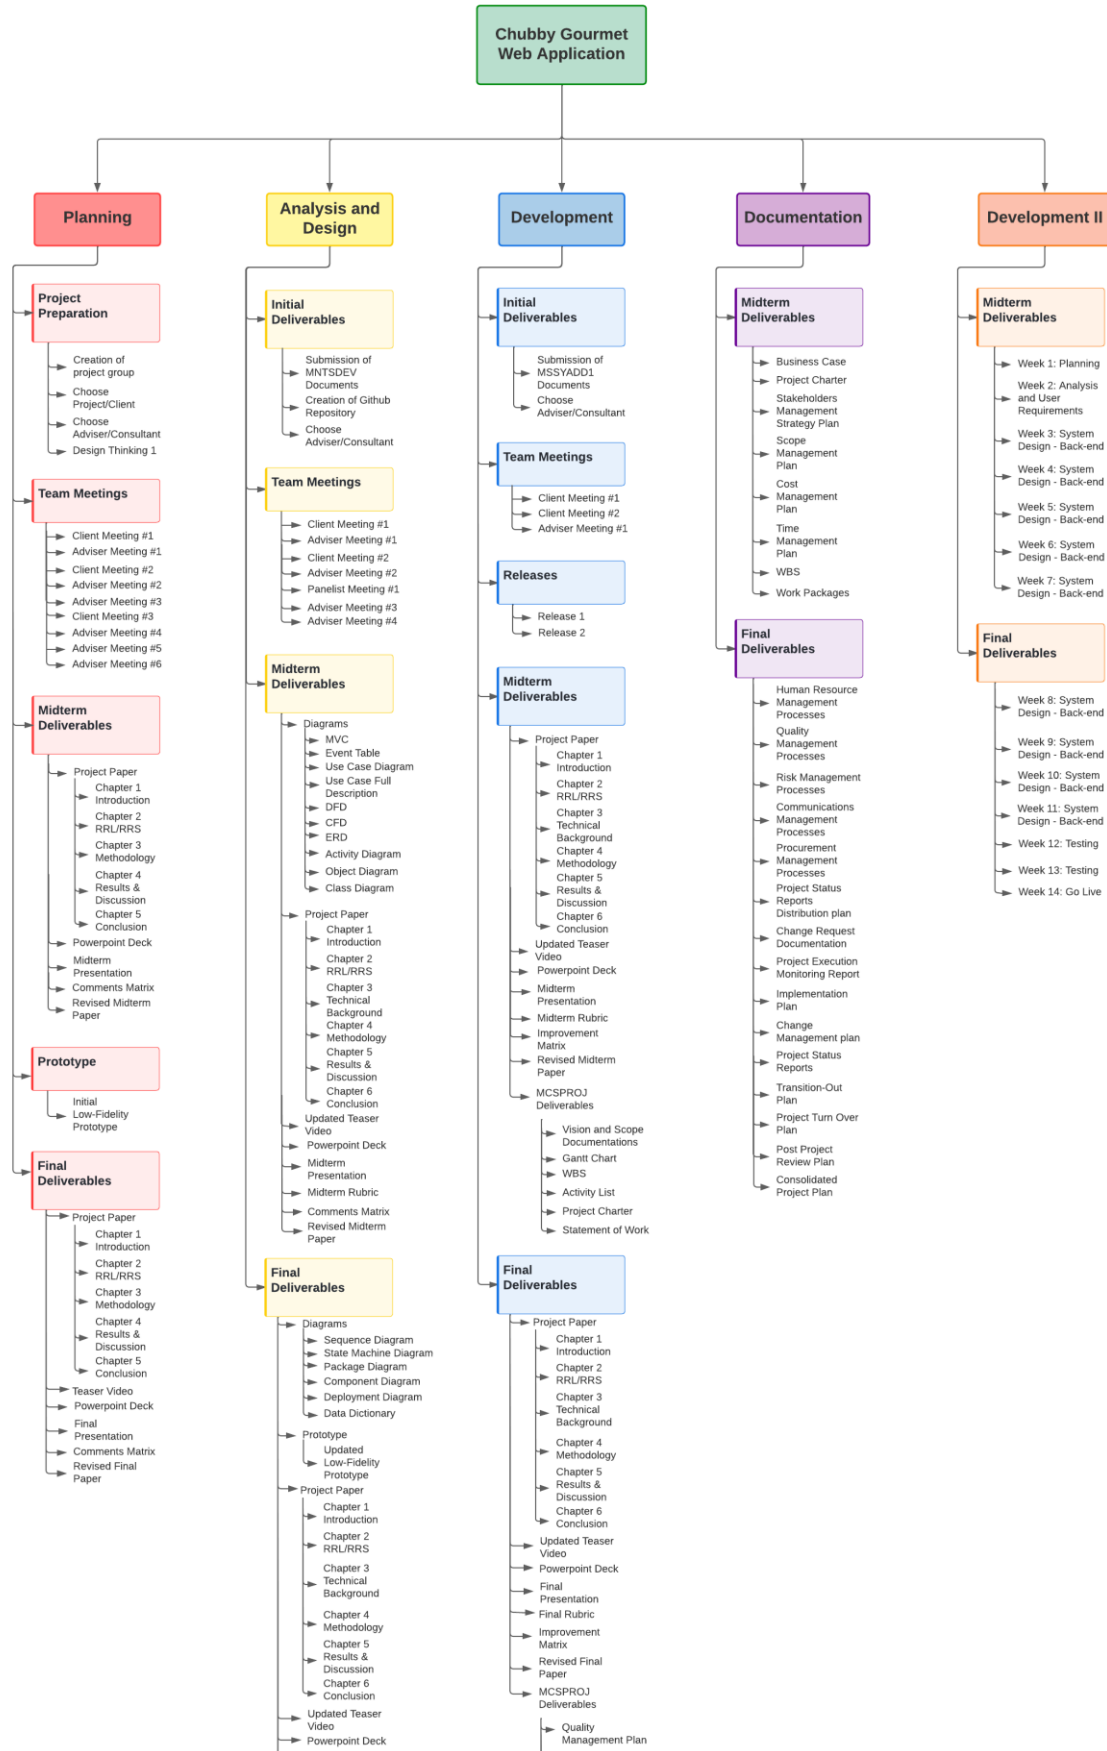 Chubby Gourmet
Web Application
Planning
Project
Preparation
Creation of
project group
Choose
Project/Client
Choose
Adviser/Consultant
Design Thinking 1
Team Meetings
Client Meeting #1
Adviser Meeting #1
Client Meeting #2
Adviser Meeting #2
Adviser Meeting #3
Client Meeting #3
Adviser Meeting #4
Adviser Meeting #5
Adviser Meeting #6
Midterm
Deliverables
Project Paper
Chapter 1
Introduction
Chapter 2
RRL/RRS
Chapter 3
Methodology
Chapter 4
Results &
Discussion
Chapter 5
Conclusion
Powerpoint Deck
Midterm
Presentation
Comments Matrix
Revised Midterm
Paper
Prototype
Initial
Low-Fidelity
Prototype
Final
Deliverables
Project Paper
Chapter 1
Introduction
Chapter 2
RRL/RRS
Chapter 3
Methodology
Chapter 4
Results &
Discussion
Chapter 5
Conclusion
Teaser Video
Powerpoint Deck
Final
Presentation
Comments Matrix
Revised Final
Paper
Analysis and
Design
Initial
Deliverables
Submission of
MNTSDEV
Documents
Creation of Github
Repository
Choose
Adviser/Consultant
Team Meetings
Client Meeting #1
Adviser Meeting #1
Client Meeting #2
Adviser Meeting #2
Panelist Meeting #1
Adviser Meeting #3
Adviser Meeting #4
Midterm
Deliverables
Diagrams
MVC
Event Table
Use Case Diagram
Use Case Full
Description
DFD
CFD
ERD
Activity Diagram
Object Diagram
Class Diagram
Project Paper
Chapter 1
Introduction
Chapter 2
RRL/RRS
Chapter 3
Technical
Background
Chapter 4
Methodology
Chapter 5
Results &
Discussion
Chapter 6
Conclusion
Updated Teaser
Video
Powerpoint Deck
Midterm
Presentation
Midterm Rubric
Comments Matrix
Revised Midterm
Paper
Final
Deliverables
Diagrams
Sequence Diagram
State Machine Diagram
Package Diagram
Component Diagram
Deployment Diagram
Data Dictionary
Prototype
Updated
Low-Fidelity
Prototype
Project Paper
Chapter 1
Introduction
Chapter 2
RRL/RRS
Chapter 3
Technical
Background
Chapter 4
Methodology
Chapter 5
Results &
Discussion
Chapter 6
Conclusion
Updated Teaser
Video
Powerpoint Deck
Development
Initial
Deliverables
Submission of
MSSYADD1
Documents
Choose
Adviser/Consultant
Team Meetings
Client Meeting #1
Client Meeting #2
Adviser Meeting #1
Releases
Release 1
Release 2
Midterm
Deliverables
Project Paper
Chapter 1
Introduction
Chapter 2
RRL/RRS
Chapter 3
Technical
Background
Chapter 4
Methodology
Chapter 5
Results &
Discussion
Chapter 6
Conclusion
Updated Teaser
Video
Powerpoint Deck
Midterm
Presentation
Midterm Rubric
Improvement
Matrix
Revised Midterm
Paper
MCSPROJ
Deliverables
Vision and Scope
Documentations
Gantt Chart
WBS
Activity List
Project Charter
Statement of Work
Final
Deliverables
Project Paper
Chapter 1
Introduction
Chapter 2
RRL/RRS
Chapter 3
Technical
Background
Chapter 4
Methodology
Chapter 5
Results &
Discussion
Chapter 6
Conclusion
Updated Teaser
Video
Powerpoint Deck
Final
Presentation
Final Rubric
Improvement
Matrix
Revised Final
Paper
MCSPROJ
Deliverables
Quality
Management Plan
Documentation
Midterm
Deliverables
Business Case
Project Charter
Stakeholders
Management
Strategy Plan
Scope
Management
Plan
Cost
Management
Plan
Time
Management
Plan
WBS
Work Packages
Final
Deliverables
Human Resource
Management
Processes
Quality
Management
Processes
Risk Management
Processes
Communications
Management
Processes
Procurement
Management
Processes
Project Status
Reports
Distribution plan
Change Request
Documentation
Project Execution
Monitoring Report
Implementation
Plan
Change
Management plan
Project Status
Reports
Transition-Out
Plan
Project Turn Over
Plan
Post Project
Review Plan
Consolidated
Project Plan
Development II
Midterm
Deliverables
Week 1: Planning
Week 2: Analysis
and User
Requirements
Week 3: System
Design - Back-end
Week 4: System
Design - Back-end
Week 5: System
Design - Back-end
Week 6: System
Design - Back-end
Week 7: System
Design - Back-end
Final
Deliverables
Week 8: System
Design - Back-end
Week 9: System
Design - Back-end
Week 10: System
Design - Back-end
Week 11: System
Design - Back-end
Week 12: Testing
Week 13: Testing
Week 14: Go Live